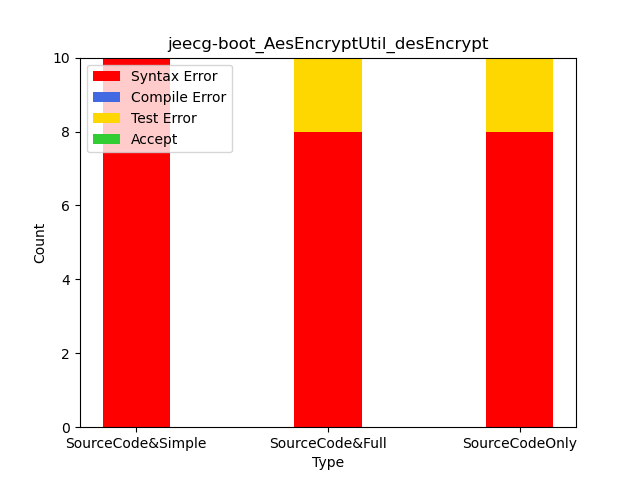 jeecg-boot_AesEncryptUtil_desEncrypt
Syntax Error
Compile Error
Test Error
Accept
10
8
6
4
2
0
Count
SourceCode&Simple
SourceCode&Full
SourceCodeOnly
Type